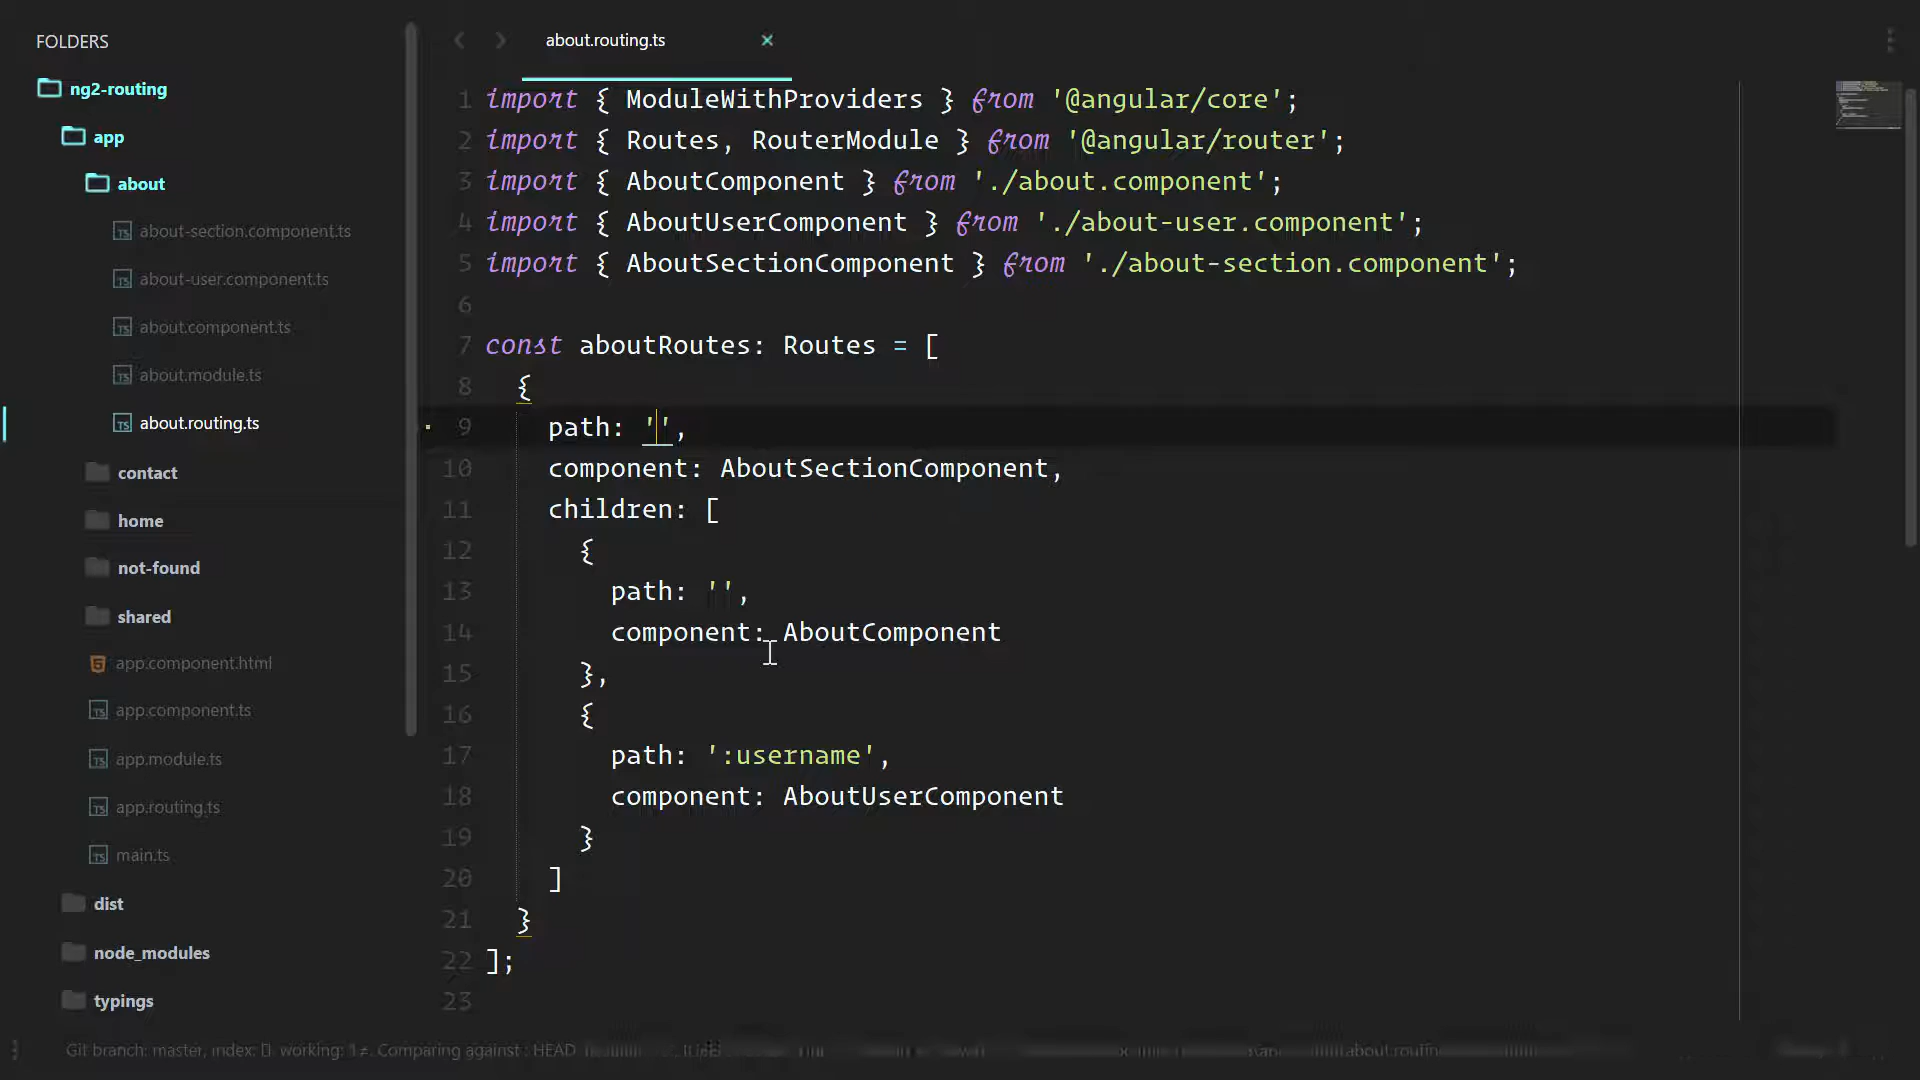 FOLDERS
ng2-routing
app
about
about-section.component.ts
about-user.component.ts
about.component.ts
about.module.ts
about.routing.ts
contact
home
not-found
shared
app.component.html
app.component.ts
app.module.ts
app.routing.ts
main.ts
dist
node_modules
typings
about.routing.ts
1 import { ModuleWithProviders } from '@angular/core';
2 import { Routes, RouterModule } from '@angular/router';
3 import { AboutComponent } from './about.component';
4 import { AboutUserComponent } from './about-user.component';
5 import { AboutSectionComponent } from './about-section.component';
6
7 const aboutRoutes: Routes = [
8 {
9 path: '',
10 component: AboutSectionComponent,
11 children: [
12 {
13 path: '',
14 component: AboutComponent
15 },
16 {
17 path: ':username',
18 component: AboutUserComponent
19 }
20 ]
21 }
22 ];
23
Git branch: master, index: working: 1≠, Comparing against : HEAD